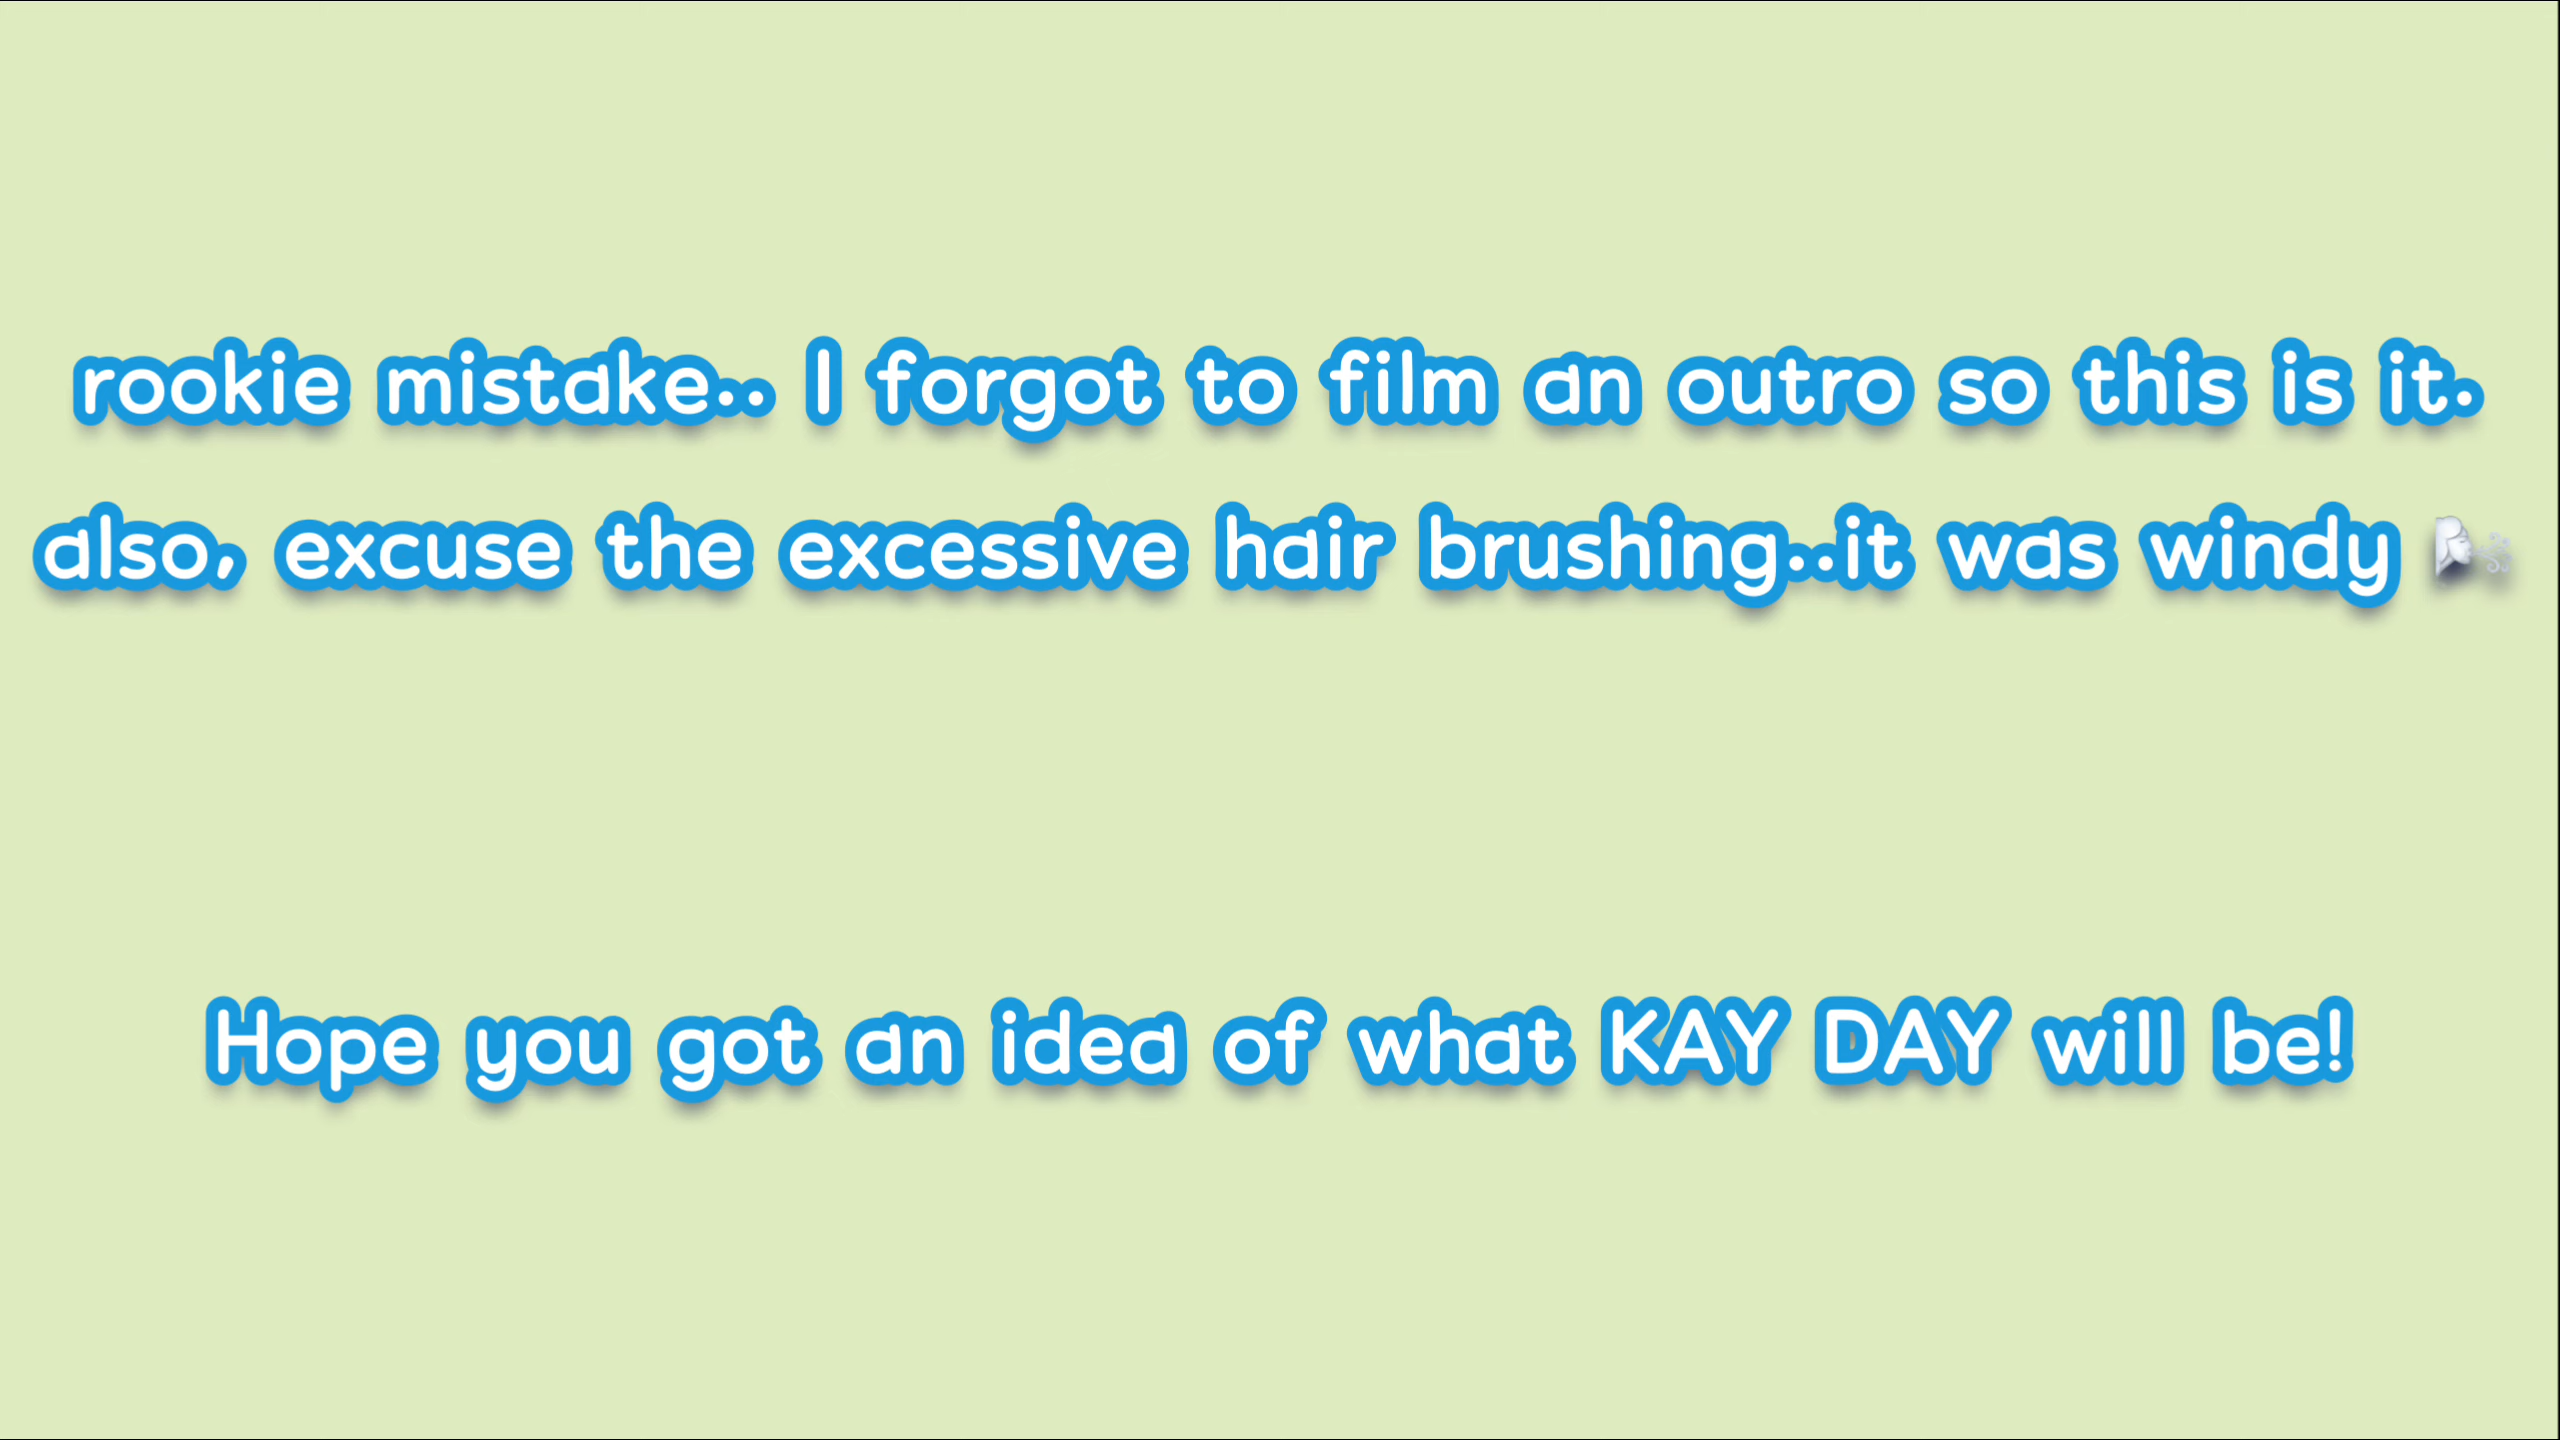 rookie mistake.. I forgot to film an outro so this is it.
also, excuse the excessive hair brushing..it was windy 🌬️
Hope you got an idea of what KAY DAY will be!